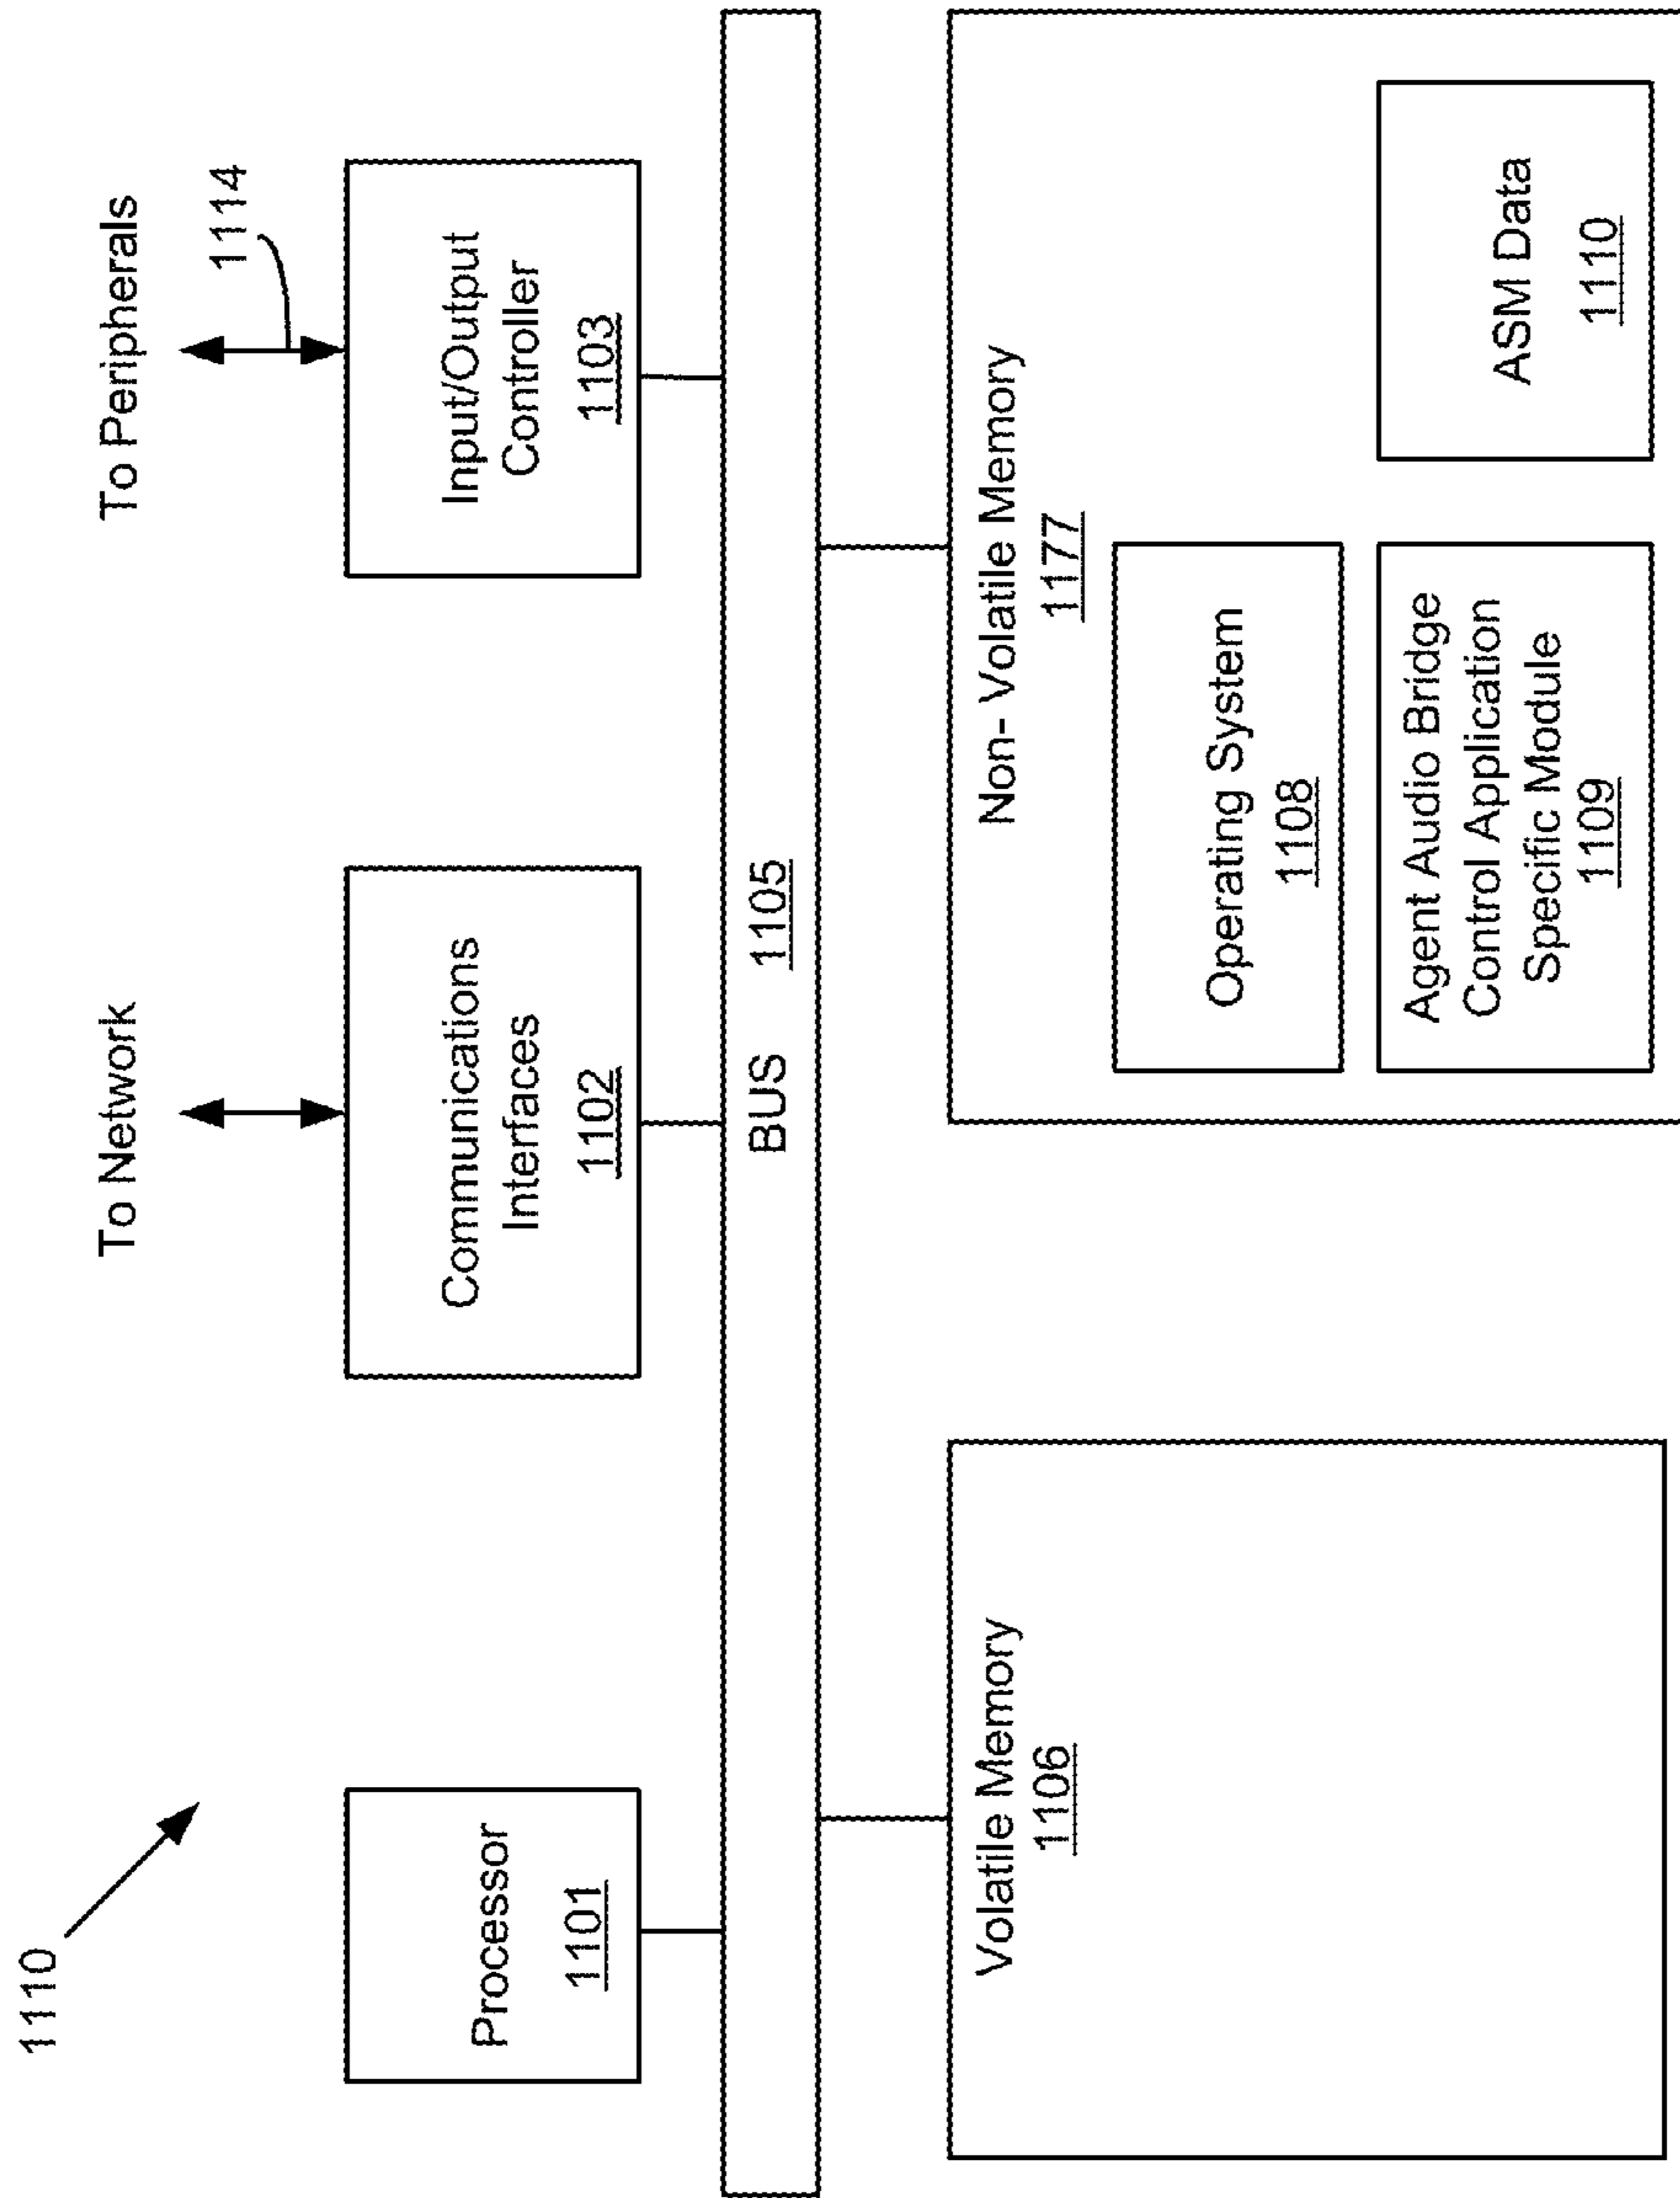 1110
To Network
To Peripherals
1114
Processor
1101
Communications
Interfaces
1102
Input/Output
Controller
1103
BUS 1105
Volatile Memory
1106
Non- Volatile Memory
1177
Operating System
1108
Agent Audio Bridge
Control Application
Specific Module
1109
ASM Data
1110